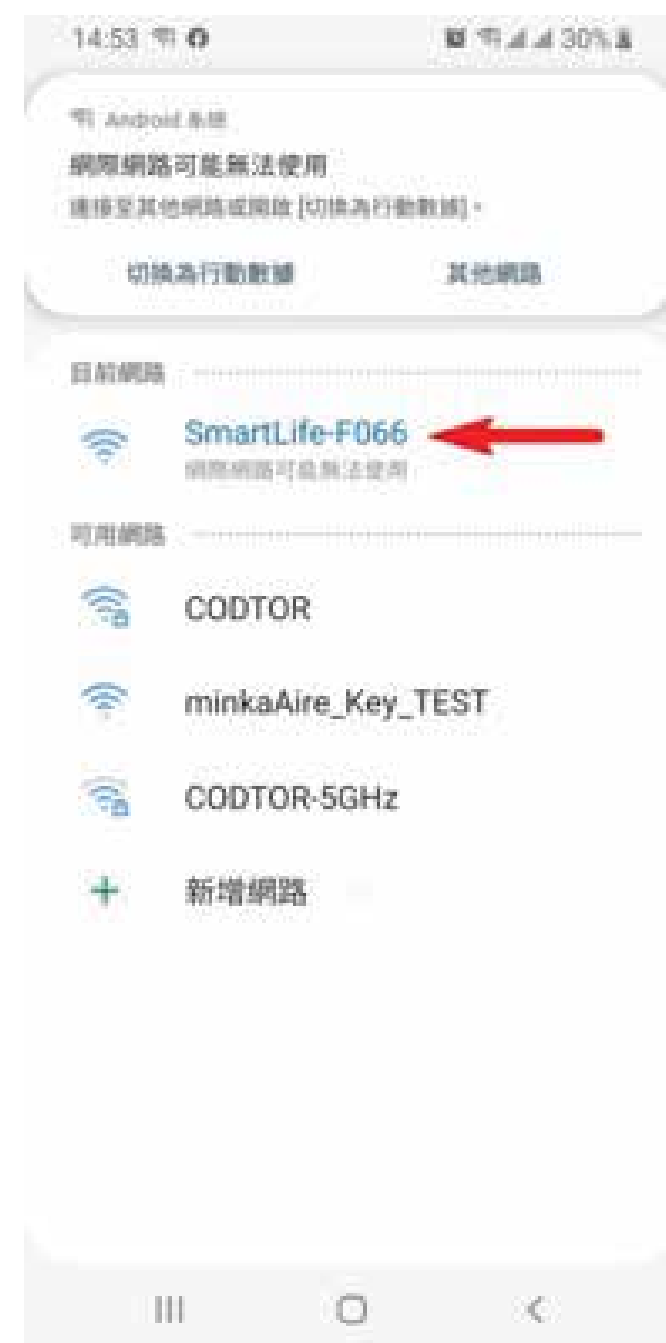 14:53 30%
Android 系統
網際網路可能無法使用
連接至其他網路或開啟 [切換為行動數據]。
切換為行動數據 其他網路
目前網路
SmartLife-F066
網際網路可能無法使用
可用網路
CODTOR
minkaAire_Key_TEST
CODTOR-5GHz
新增網路